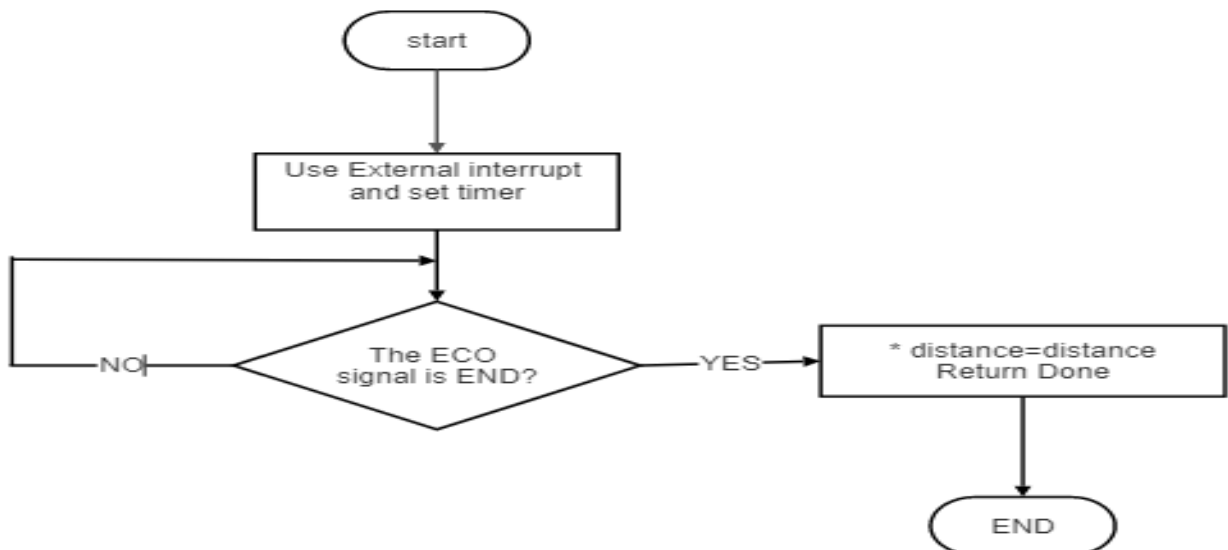 start
Use External interrupt
and set timer
The ECO
signal is END?
NO
YES
* distance=distance
Return Done
END